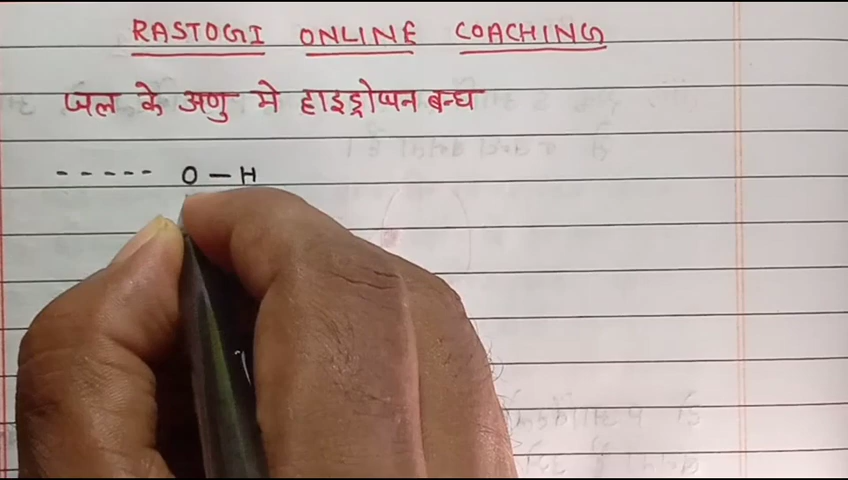 RASTOGI ONLINE COACHING
जल के अणु मे हाइड्रोजन बन्ध
----- O — H